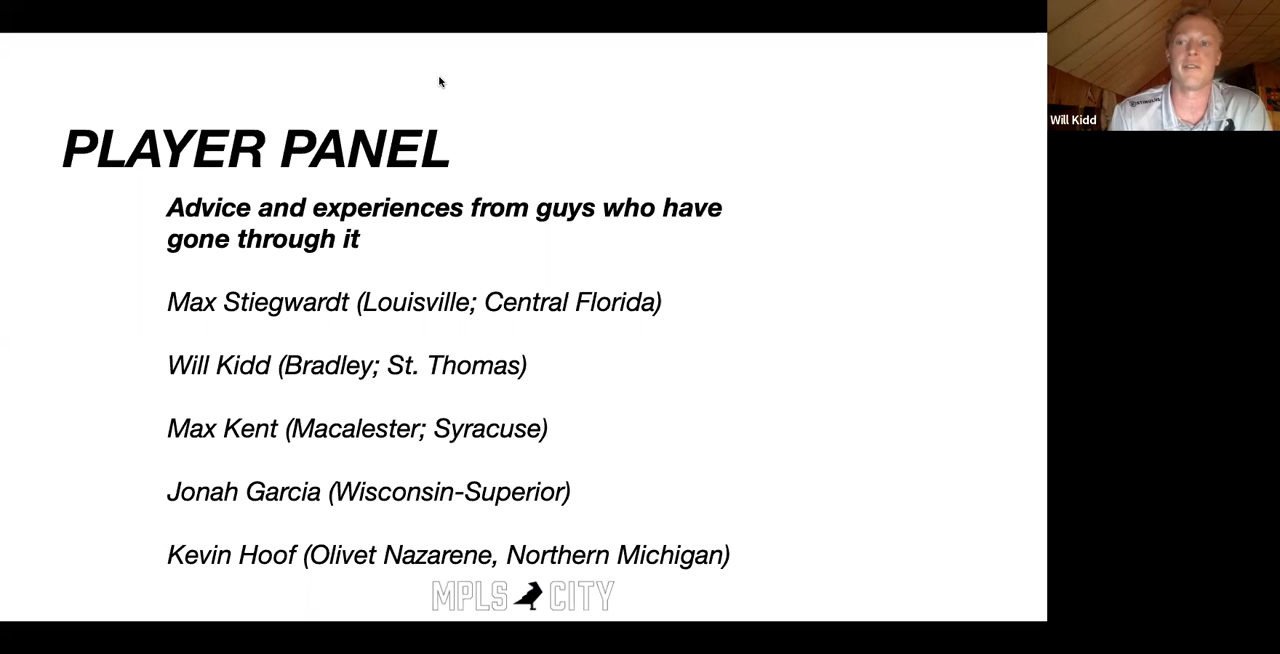 PLAYER PANEL
Advice and experiences from guys who have
gone through it
Max Stiegwardt (Louisville; Central Florida)
Will Kidd (Bradley; St. Thomas)
Max Kent (Macalester; Syracuse)
Jonah Garcia (Wisconsin-Superior)
Kevin Hoof (Olivet Nazarene, Northern Michigan)
MPLS CITY
Will Kidd